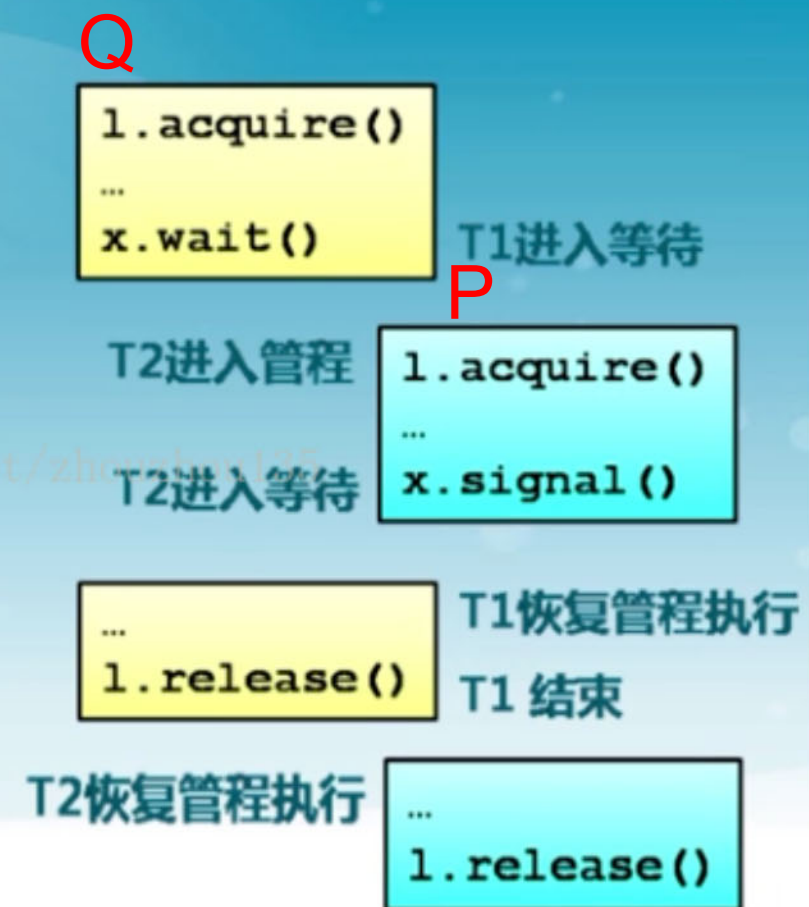 Q
l.acquire()
…
x.wait()
T1进入等待
P
T2进入管程
l.acquire()
…
T2进入等待
x.signal()
…
T1恢复管程执行
l.release()
T1 结束
T2恢复管程执行
…
l.release()